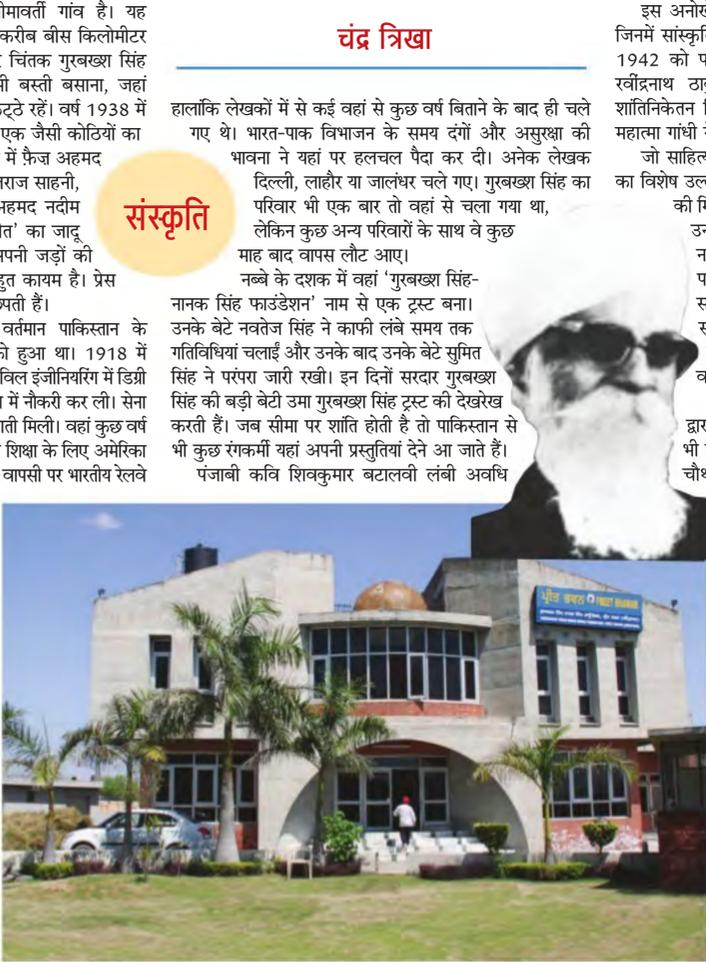 ीमावर्ती गांव है। यह
करीब बीस किलोमीटर
चिंतक गुरबख्श सिंह
ी बस्ती बसाना, जहां
ट्ठे रहें। वर्ष 1938 में
एक जैसी कोठियों का
में फ़ैज़ अहमद
राज साहनी,
अहमद नदीम
त’ का जादू
पनी जड़ों की
हुत कायम है। प्रेस
पती हैं।
वर्तमान पाकिस्तान के
को हुआ था। 1918 में
विल इंजीनियरिंग में डिग्री
में नौकरी कर ली। सेना
ाती मिली। वहां कुछ वर्ष
शिक्षा के लिए अमेरिका
वापसी पर भारतीय रेलवे
संस्कृति
चंद्र त्रिखा
हालांकि लेखकों में से कई वहां से कुछ वर्ष बिताने के बाद ही चले
गए थे। भारत-पाक विभाजन के समय दंगों और असुरक्षा की
भावना ने यहां पर हलचल पैदा कर दी। अनेक लेखक
दिल्ली, लाहौर या जालंधर चले गए। गुरबख्श सिंह का
परिवार भी एक बार तो वहां से चला गया था,
लेकिन कुछ अन्य परिवारों के साथ वे कुछ
माह बाद वापस लौट आए।
नब्बे के दशक में वहां ‘गुरबख्श सिंह-
नानक सिंह फाउंडेशन’ नाम से एक ट्रस्ट बना।
उनके बेटे नवतेज सिंह ने काफी लंबे समय तक
गतिविधियां चलाईं और उनके बाद उनके बेटे सुमित
सिंह ने परंपरा जारी रखी। इन दिनों सरदार गुरबख्श
सिंह की बड़ी बेटी उमा गुरबख्श सिंह ट्रस्ट की देखरेख
करती हैं। जब सीमा पर शांति होती है तो पाकिस्तान से
भी कुछ रंगकर्मी यहां अपनी प्रस्तुतियां देने आ जाते हैं।
पंजाबी कवि शिवकुमार बटालवी लंबी अवधि
इस अनोख
जिनमें सांस्कृति
1942 को प
रवींद्रनाथ ठाक
शांतिनिकेतन
महात्मा गांधी
जो साहित्
का विशेष उल्
की मि
उन
न
प
स
स
व
द्वार
भी
चौथ
ਪ੍ਰੀਤ ਭਵਨ PREET BHAWAN